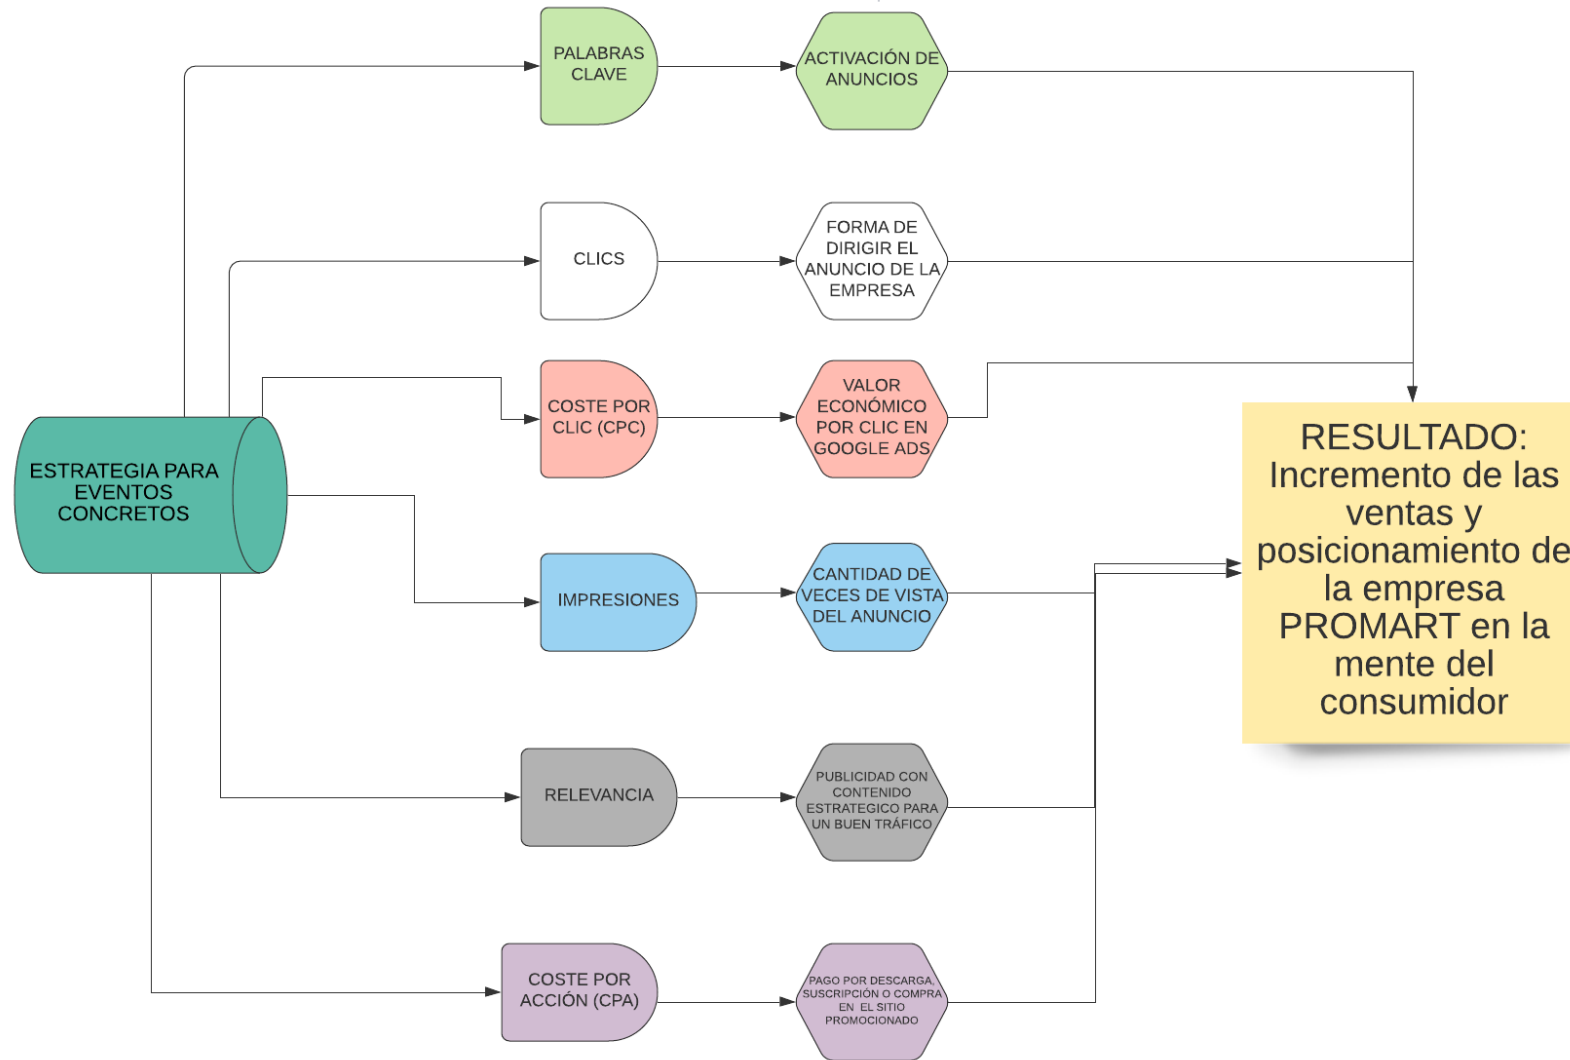 PALABRAS
CLAVE
ACTIVACIÓN DE
ANUNCIOS
CLICS
FORMA DE
DIRIGIR EL
ANUNCIO DE LA
EMPRESA
COSTE POR
CLIC (CPC)
VALOR
ECONÓMICO
POR CLIC EN
GOOGLE ADS
ESTRATEGIA PARA
EVENTOS
CONCRETOS
RESULTADO:
Incremento de las
ventas y
posicionamiento de
la empresa
PROMART en la
mente del
consumidor
IMPRESIONES
CANTIDAD DE
VECES DE VISTA
DEL ANUNCIO
RELEVANCIA
PUBLICIDAD CON
CONTENIDO
ESTRATEGICO PARA
UN BUEN TRÁFICO
COSTE POR
ACCIÓN (CPA)
PAGO POR DESCARGA,
SUSCRIPCIÓN O COMPRA
EN EL SITIO
PROMOCIONADO